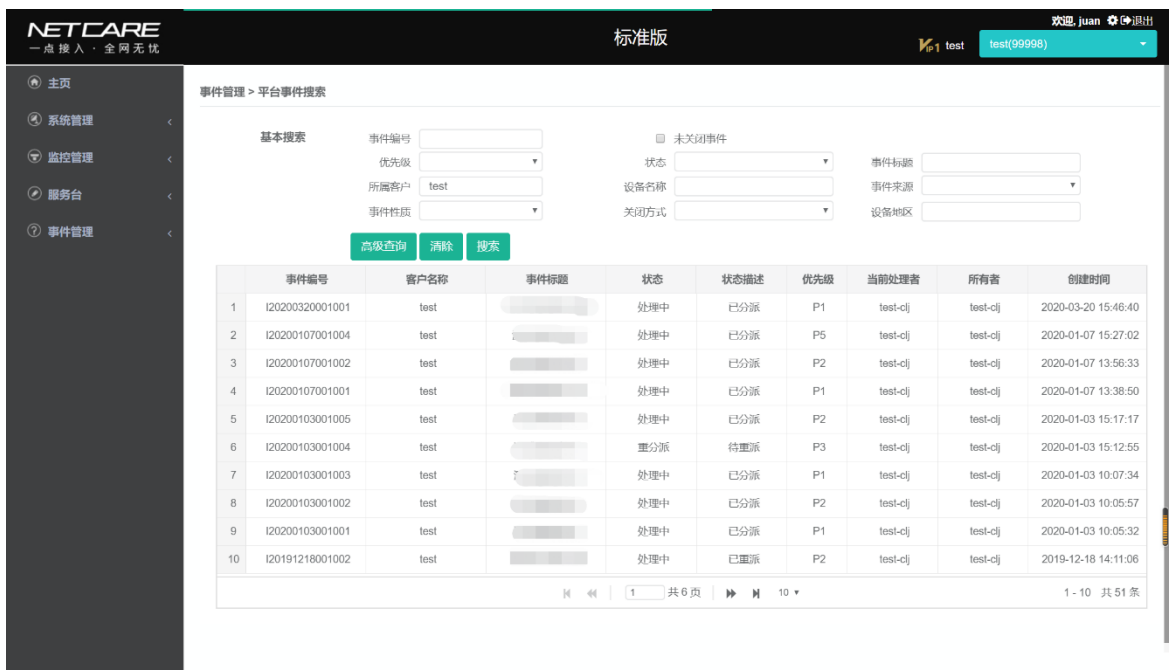 NETCARE
一点接入 · 全网无忧
标准版
欢迎, juan 退出
VIP1 test test(99998)
主页
系统管理
监控管理
服务台
事件管理
事件管理 > 平台事件搜索
基本搜索 事件编号 未关闭事件
优先级 状态 事件标题
所属客户 test 设备名称 事件来源
事件性质 关闭方式 设备地区
高级查询 清除 搜索
事件编号 客户名称 事件标题 状态 状态描述 优先级 当前处理者 所有者 创建时间
1 I20200320001001 test 处理中 已分派 P1 test-clj test-clj 2020-03-20 15:46:40
2 I20200107001004 test 处理中 已分派 P5 test-clj test-clj 2020-01-07 15:27:02
3 I20200107001002 test 处理中 已分派 P2 test-clj test-clj 2020-01-07 13:56:33
4 I20200107001001 test 处理中 已分派 P1 test-clj test-clj 2020-01-07 13:38:50
5 I20200103001005 test 处理中 已分派 P2 test-clj test-clj 2020-01-03 15:17:17
6 I20200103001004 test 重分派 待重派 P3 test-clj test-clj 2020-01-03 15:12:55
7 I20200103001003 test 处理中 已分派 P1 test-clj test-clj 2020-01-03 10:07:34
8 I20200103001002 test 处理中 已分派 P2 test-clj test-clj 2020-01-03 10:05:57
9 I20200103001001 test 处理中 已分派 P1 test-clj test-clj 2020-01-03 10:05:32
10 I20191218001002 test 处理中 已重派 P2 test-clj test-clj 2019-12-18 14:11:06
1 共 6 页 10 1 - 10 共 51 条